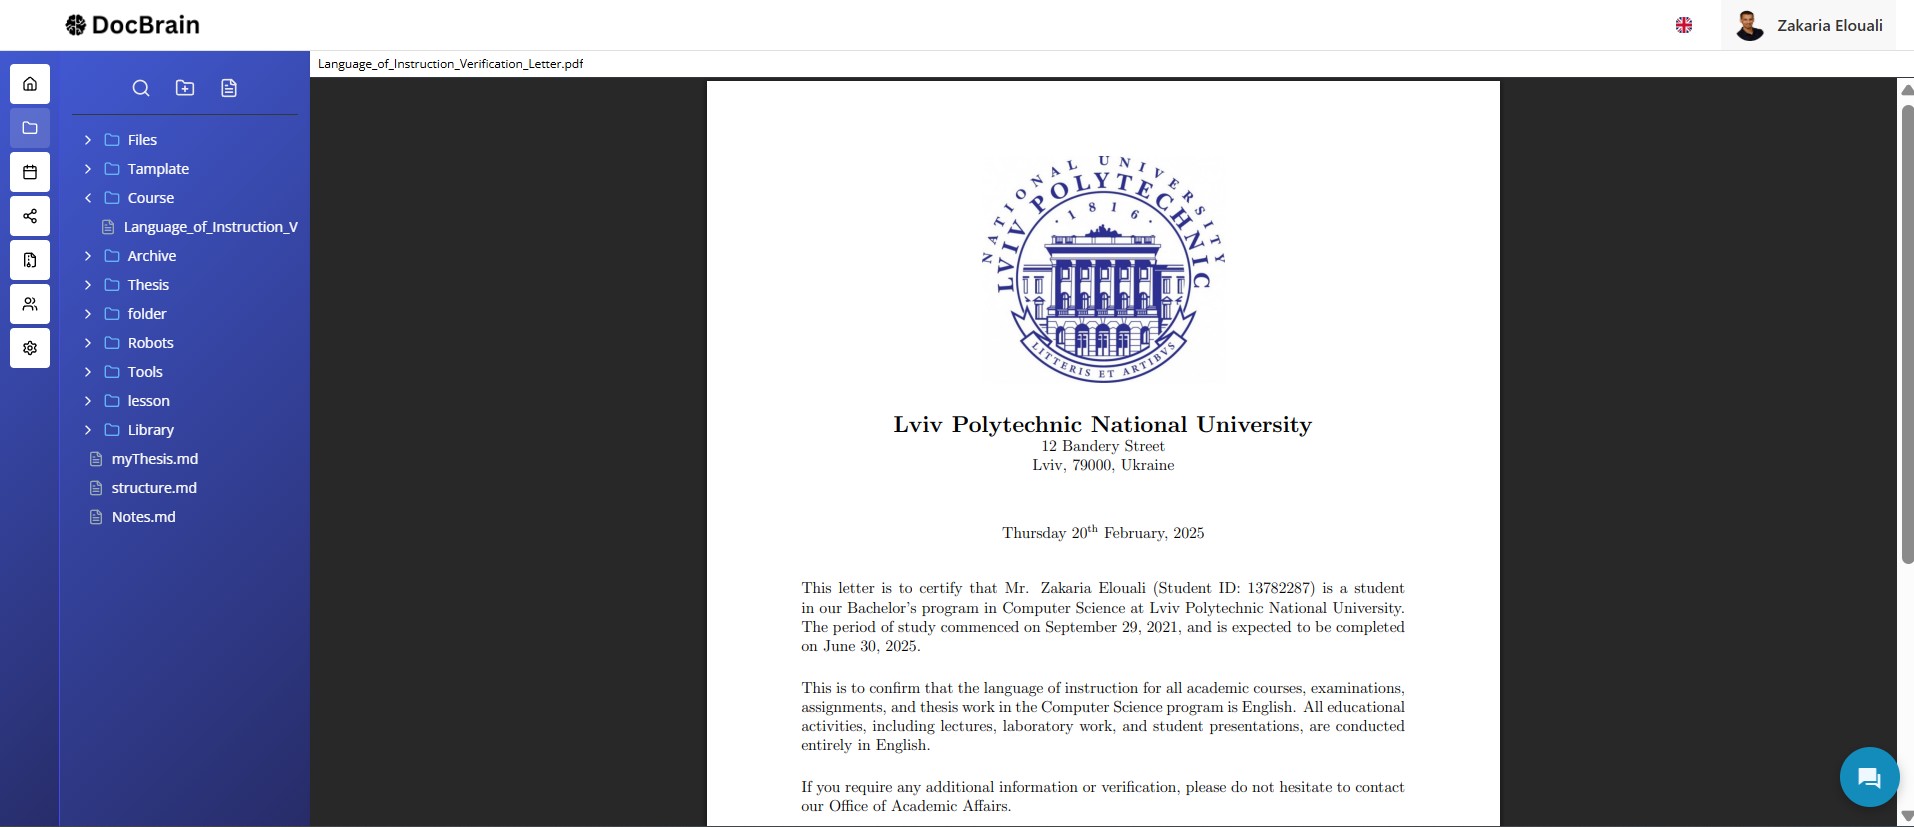 DocBrain
Zakaria Elouali
Language_of_Instruction_Verification_Letter.pdf
Files
Tamplate
Course
Language_of_Instruction_V
Archive
Thesis
folder
Robots
Tools
lesson
Library
myThesis.md
structure.md
Notes.md
NATIONAL UNIVERSITY
LVIV POLYTECHNIC
· 1816 ·
LITTERIS ET ARTIBVS
Lviv Polytechnic National University
12 Bandery Street
Lviv, 79000, Ukraine
Thursday 20th February, 2025
This letter is to certify that Mr. Zakaria Elouali (Student ID: 13782287) is a student
in our Bachelor's program in Computer Science at Lviv Polytechnic National University.
The period of study commenced on September 29, 2021, and is expected to be completed
on June 30, 2025.
This is to confirm that the language of instruction for all academic courses, examinations,
assignments, and thesis work in the Computer Science program is English. All educational
activities, including lectures, laboratory work, and student presentations, are conducted
entirely in English.
If you require any additional information or verification, please do not hesitate to contact
our Office of Academic Affairs.